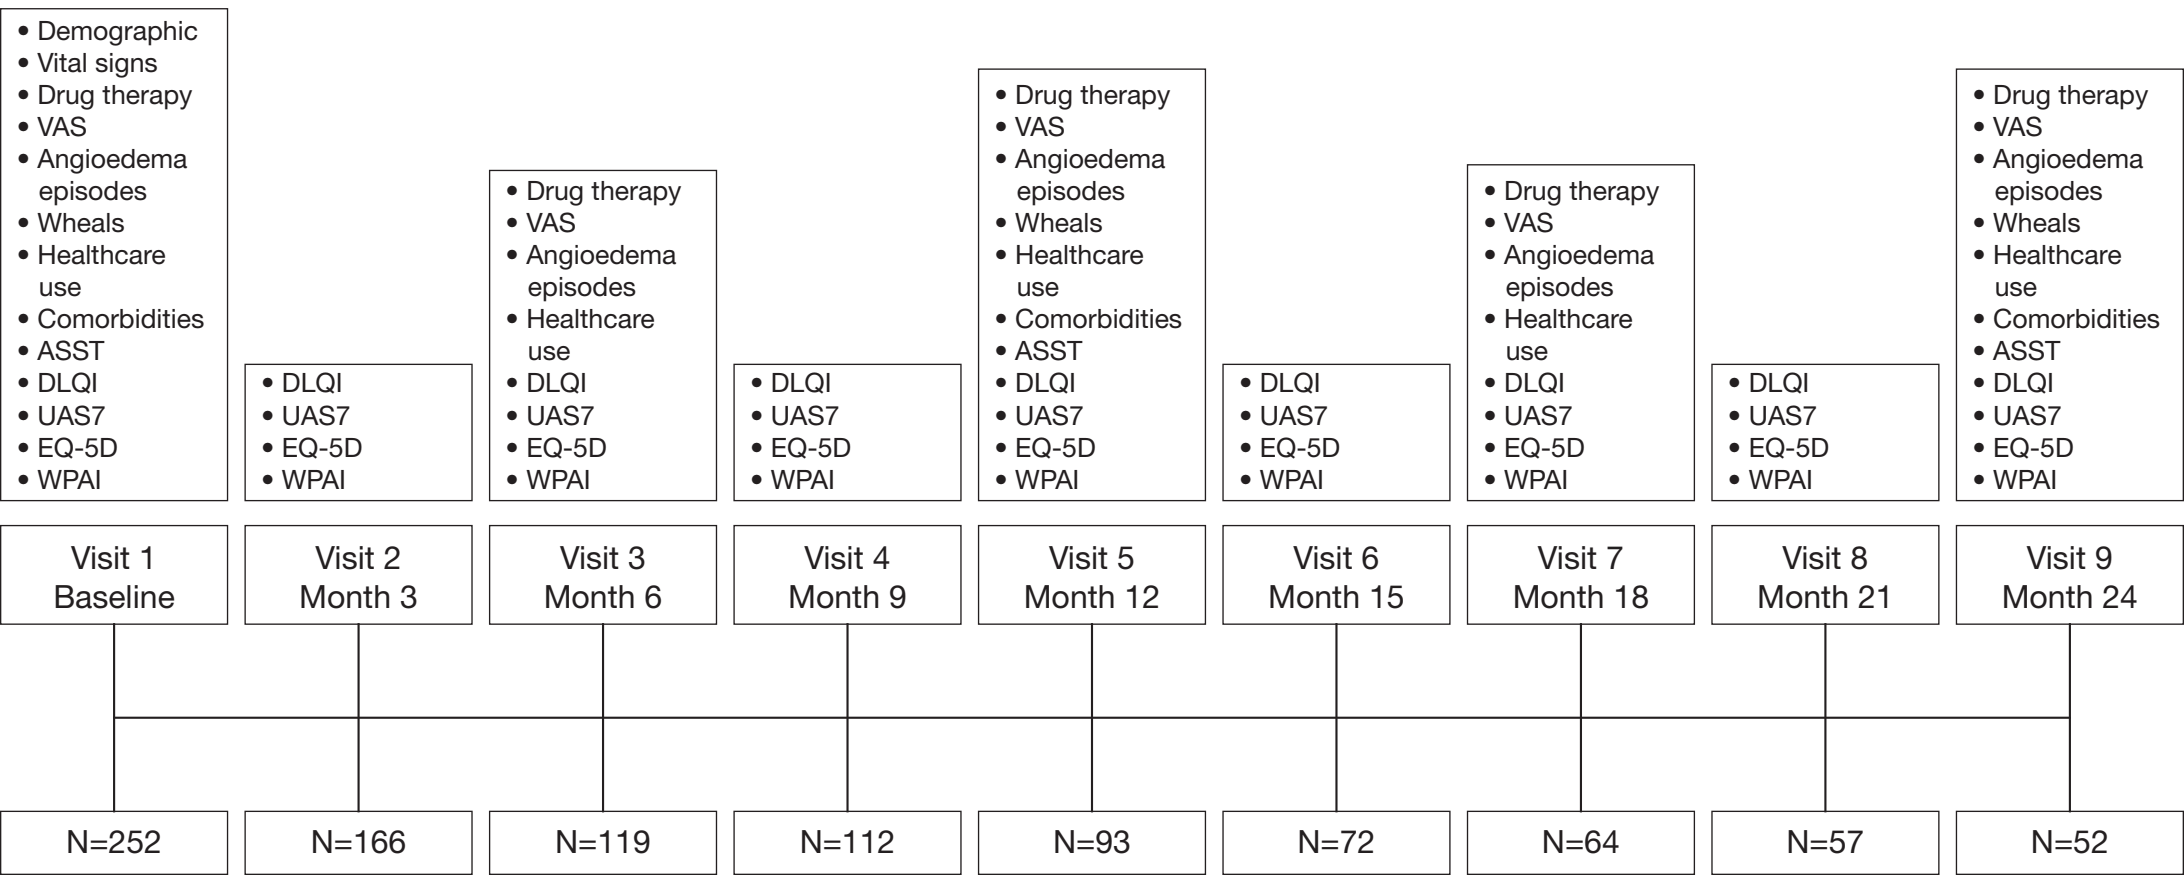 • Demographic
• Vital signs
• Drug therapy
• VAS
• Angioedema
episodes
• Wheals
• Healthcare
use
• Comorbidities
• ASST
• DLQI
• UAS7
• EQ-5D
• WPAI
• DLQI
• UAS7
• EQ-5D
• WPAI
• Drug therapy
• VAS
• Angioedema
episodes
• Healthcare
use
• DLQI
• UAS7
• EQ-5D
• WPAI
• DLQI
• UAS7
• EQ-5D
• WPAI
• Drug therapy
• VAS
• Angioedema
episodes
• Wheals
• Healthcare
use
• Comorbidities
• ASST
• DLQI
• UAS7
• EQ-5D
• WPAI
• DLQI
• UAS7
• EQ-5D
• WPAI
• Drug therapy
• VAS
• Angioedema
episodes
• Healthcare
use
• DLQI
• UAS7
• EQ-5D
• WPAI
• DLQI
• UAS7
• EQ-5D
• WPAI
• Drug therapy
• VAS
• Angioedema
episodes
• Wheals
• Healthcare
use
• Comorbidities
• ASST
• DLQI
• UAS7
• EQ-5D
• WPAI
Visit 1
Baseline
Visit 2
Month 3
Visit 3
Month 6
Visit 4
Month 9
Visit 5
Month 12
Visit 6
Month 15
Visit 7
Month 18
Visit 8
Month 21
Visit 9
Month 24
N=252
N=166
N=119
N=112
N=93
N=72
N=64
N=57
N=52